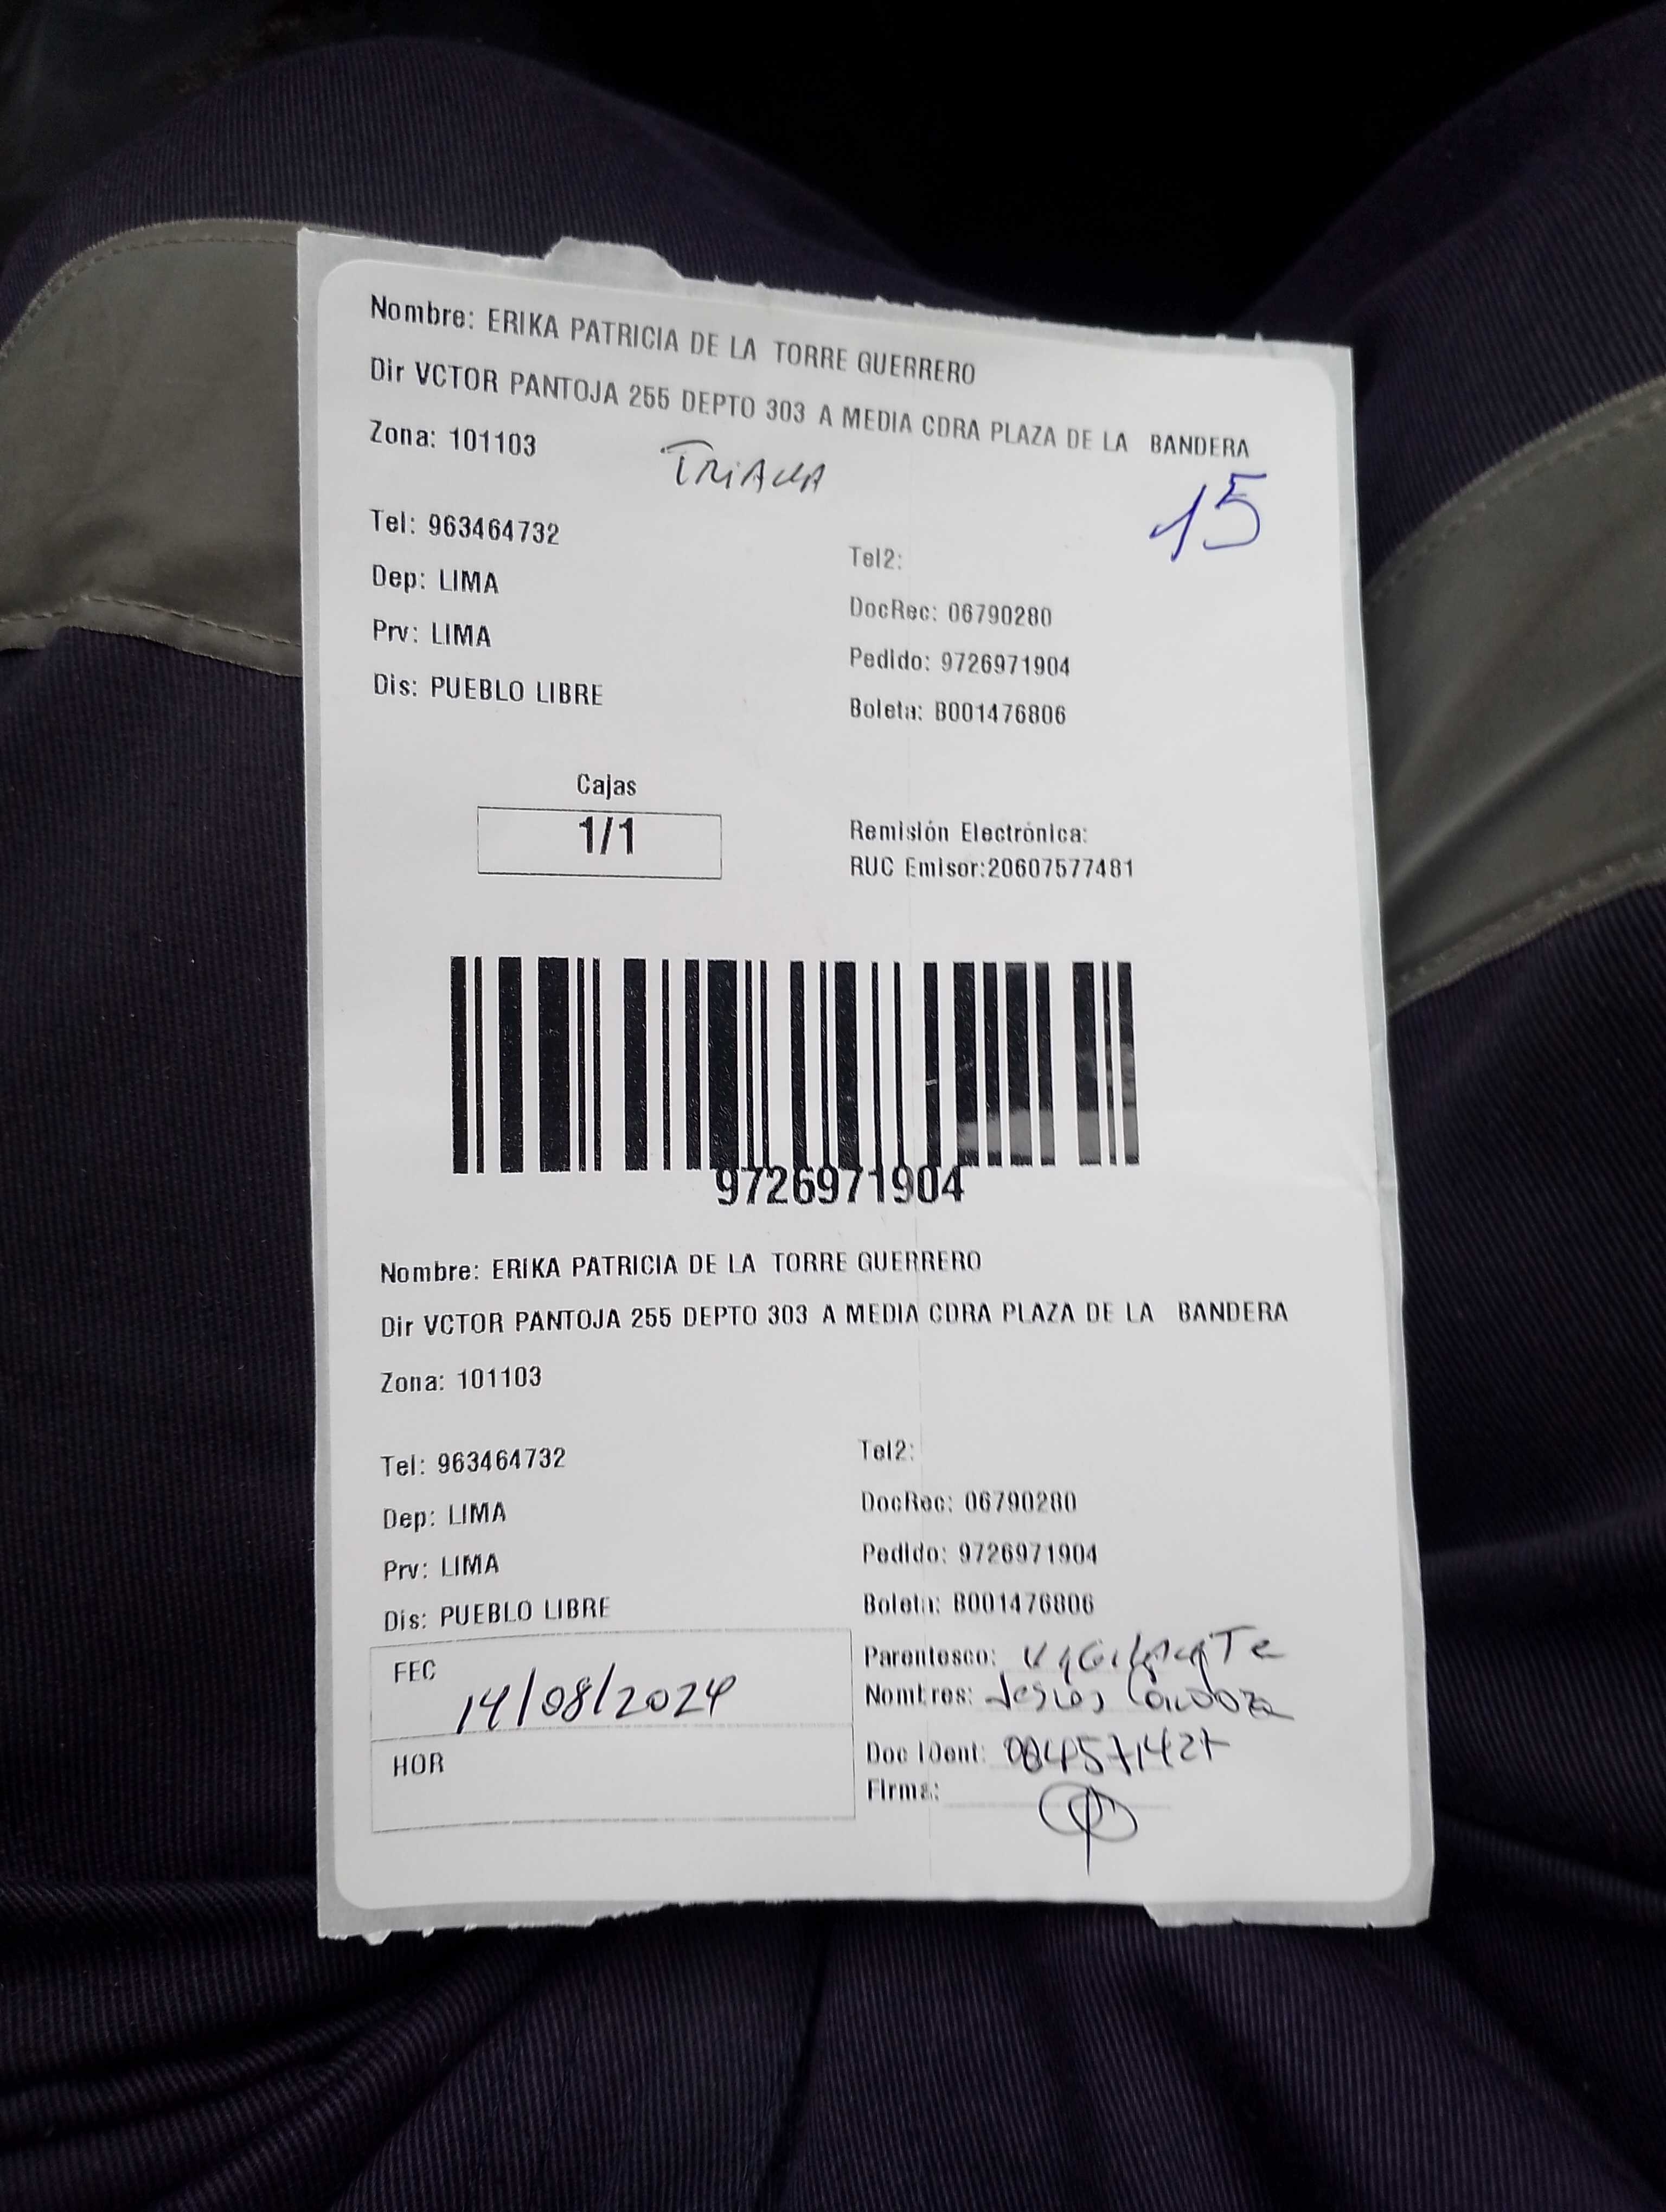 Nombre: ERIKA PATRICIA DE LA TORRE GUERRERO
Dir VCTOR PANTOJA 255 DEPTO 303 A MEDIA CDRA PLAZA DE LA BANDERA
Zona: 101103
15
Tel: 963464732
Tel2:
Dep: LIMA
DocRec: 06790280
Prv: LIMA
Pedido: 9726971904
Dis: PUEBLO LIBRE
Boleta: B001476806
Cajas
1/1
Remisión Electrónica:
RUC Emisor:20607577481
9726971904
Nombre: ERIKA PATRICIA DE LA TORRE GUERRERO
Dir VCTOR PANTOJA 255 DEPTO 303 A MEDIA CDRA PLAZA DE LA BANDERA
Zona: 101103
Tel: 963464732
Tel2:
Dep: LIMA
DocRec: 06790280
Prv: LIMA
Pedido: 9726971904
Dis: PUEBLO LIBRE
Boleta: B001476806
FEC
14/08/2024
HOR
Parentesco: Vigilante
Nombres: Jesus
Doc IDent:
Firma: